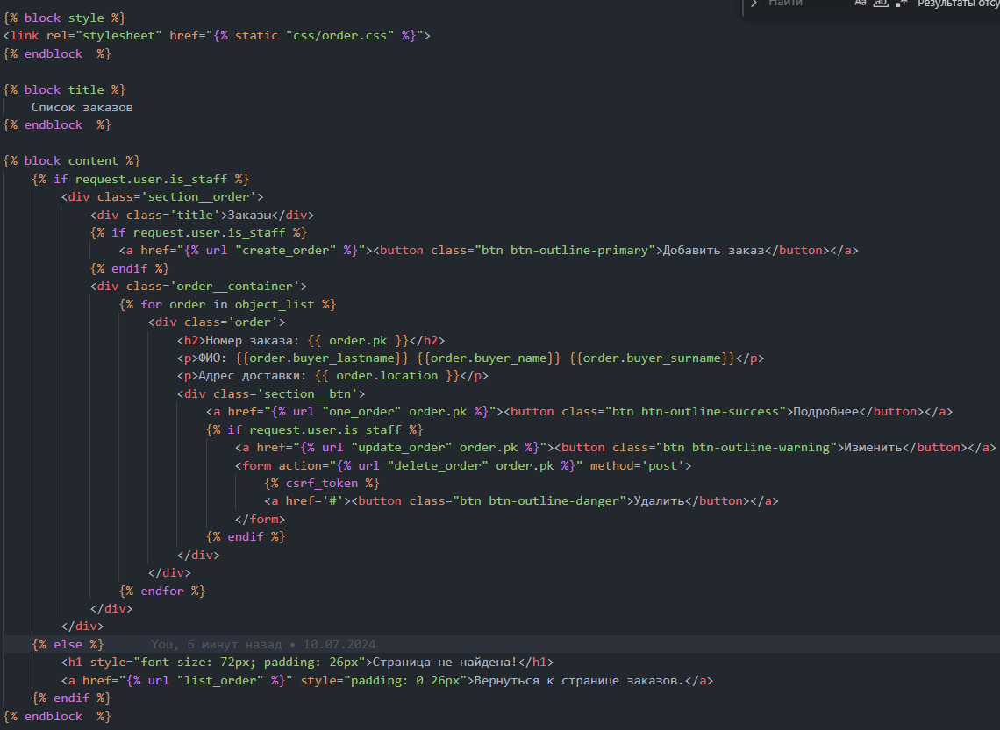 Найти Aa ab Результаты отсу
{% block style %}
<link rel="stylesheet" href="{% static "css/order.css" %}">
{% endblock  %}
{% block title %}
    Список заказов
{% endblock  %}
{% block content %}
    {% if request.user.is_staff %}
        <div class='section__order'>
            <div class='title'>Заказы</div>
            {% if request.user.is_staff %}
                <a href="{% url "create_order" %}"><button class="btn btn-outline-primary">Добавить заказ</button></a>
            {% endif %}
            <div class='order__container'>
                {% for order in object_list %}
                    <div class='order'>
                        <h2>Номер заказа: {{ order.pk }}</h2>
                        <p>ФИО: {{order.buyer_lastname}} {{order.buyer_name}} {{order.buyer_surname}}</p>
                        <p>Адрес доставки: {{ order.location }}</p>
                        <div class='section__btn'>
                            <a href="{% url "one_order" order.pk %}"><button class="btn btn-outline-success">Подробнее</button></a>
                            {% if request.user.is_staff %}
                                <a href="{% url "update_order" order.pk %}"><button class="btn btn-outline-warning">Изменить</button></a>
                                <form action="{% url "delete_order" order.pk %}" method='post'>
                                    {% csrf_token %}
                                    <a href='#'><button class="btn btn-outline-danger">Удалить</button></a>
                                </form>
                            {% endif %}
                        </div>
                    </div>
                {% endfor %}
            </div>
        </div>
    {% else %}      You, 6 минут назад • 10.07.2024
        <h1 style="font-size: 72px; padding: 26px">Страница не найдена!</h1>
        <a href="{% url "list_order" %}" style="padding: 0 26px">Вернуться к странице заказов.</a>
    {% endif %}
{% endblock  %}